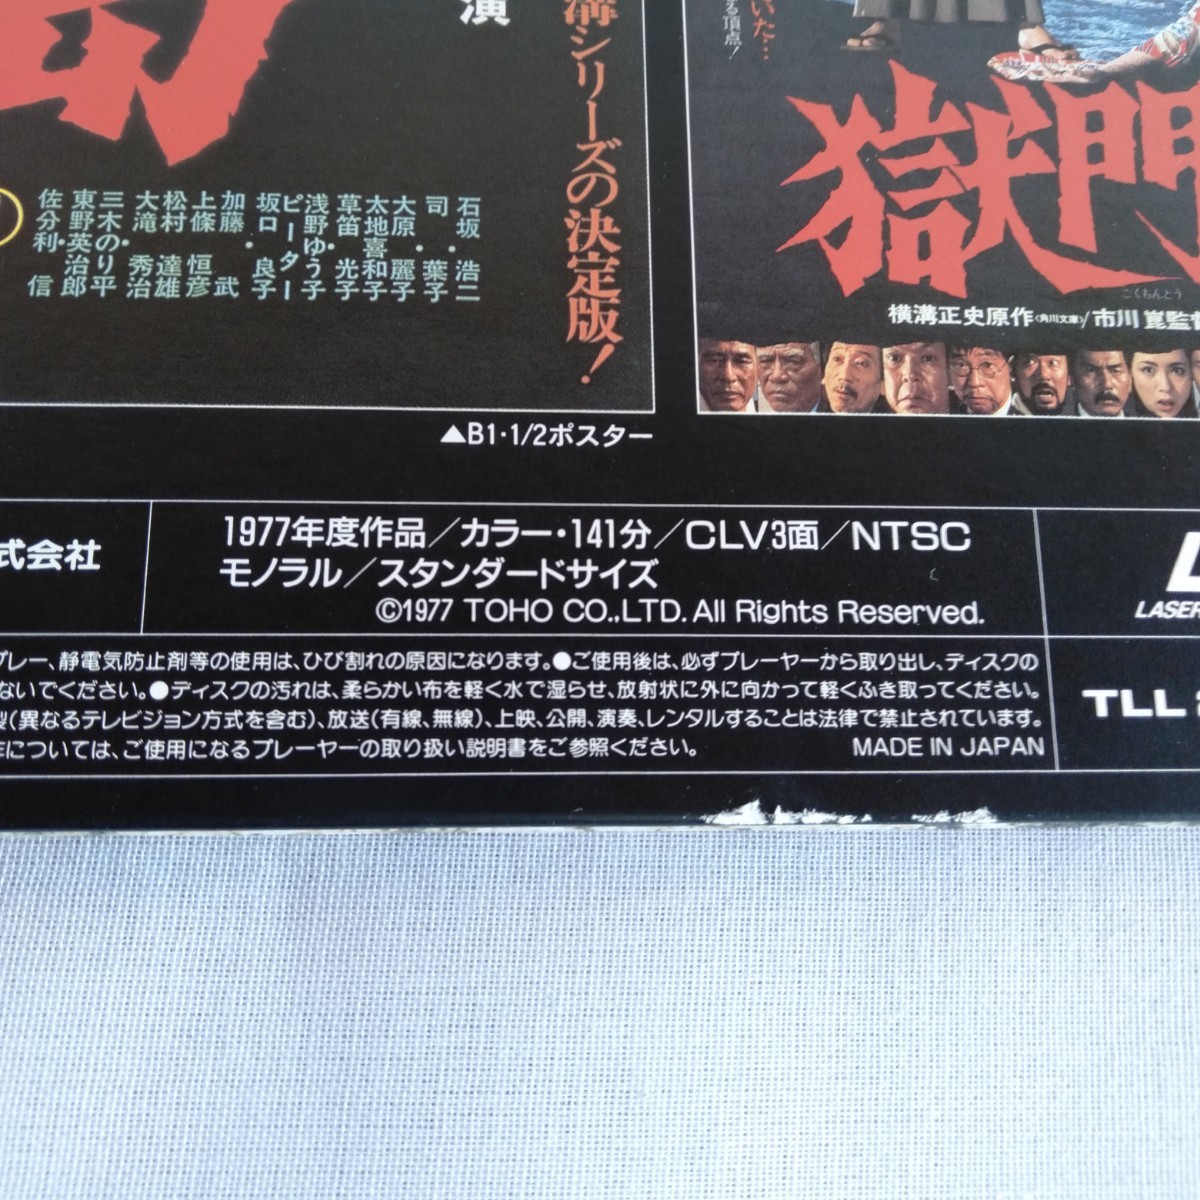 演
溝シリーズの決定版!
石坂浩二
司・葉子
大原麗子
太地喜和子
草笛光子
浅野ゆう子
ピーター
坂口良子
加藤・武
上條恒彦
松村達雄
大滝秀治
三木のり平
東野英治郎
佐分利・信
▲B1・1/2ポスター
いた…
る頂点!
獄門
ごくもんとう
横溝正史原作〈角川文庫〉/市川 崑監督
式会社
1977年度作品/カラー・141分/CLV3面/NTSC
モノラル/スタンダードサイズ
©1977 TOHO CO.,LTD. All Rights Reserved.
LASER
プレー、静電気防止剤等の使用は、ひび割れの原因になります。●ご使用後は、必ずプレーヤーから取り出し、ディスクの
ないでください。●ディスクの汚れは、柔らかい布を軽く水で湿らせ、放射状に外に向かって軽くふき取ってください。
製(異なるテレビジョン方式を含む)、放送(有線、無線)、上映、公開、演奏、レンタルすることは法律で禁止されています。
作については、ご使用になるプレーヤーの取り扱い説明書をご参照ください。
MADE IN JAPAN
TLL